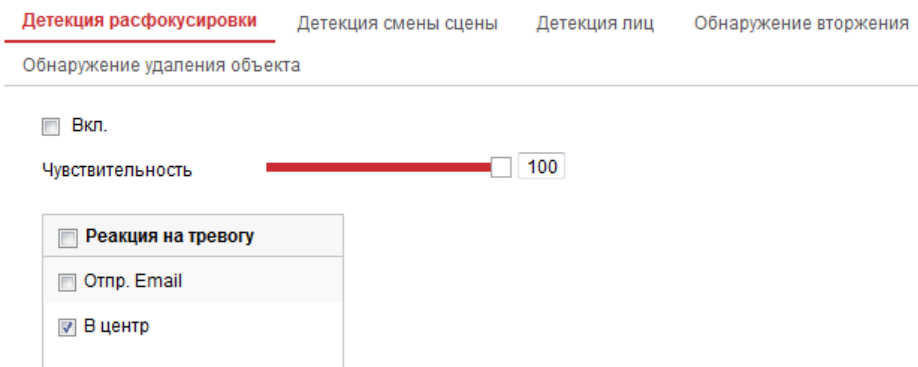 Детекция расфокусировки Детекция смены сцены Детекция лиц Обнаружение вторжения
Обнаружение удаления объекта
Вкл.
Чувствительность 100
Реакция на тревогу
Отпр. Email
В центр